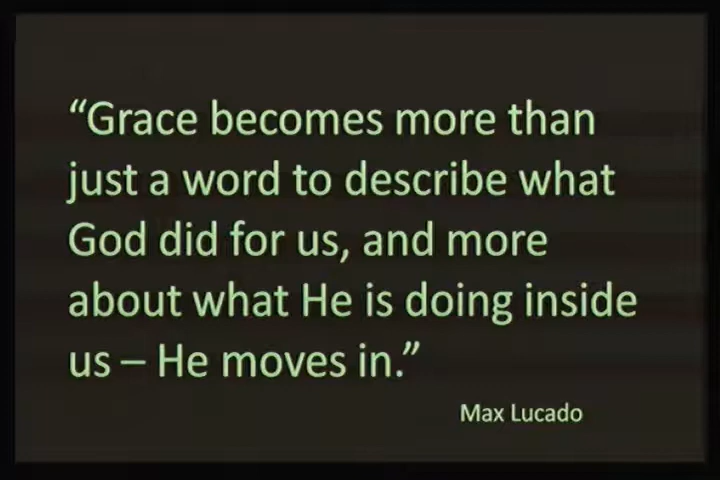 “Grace becomes more than
just a word to describe what
God did for us, and more
about what He is doing inside
us – He moves in.”
Max Lucado